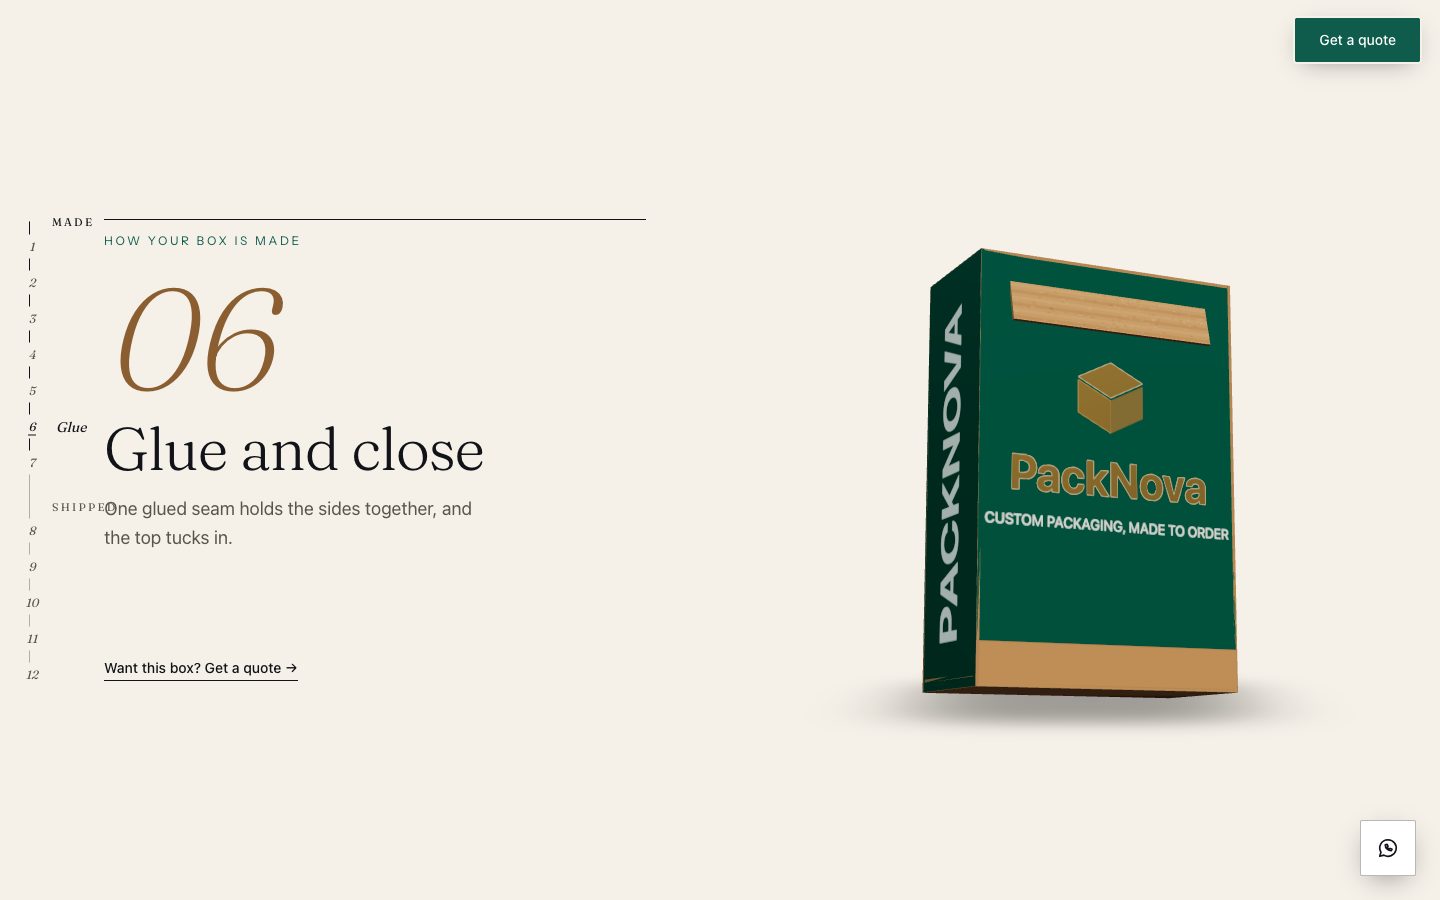 Get a quote
MADE
HOW YOUR BOX IS MADE
1
2
3
4
5
6 Glue
7
SHIPPED
8
9
10
11
12
06
Glue and close
One glued seam holds the sides together, and
the top tucks in.
Want this box? Get a quote →
PACKNOVA
PackNova
CUSTOM PACKAGING, MADE TO ORDER